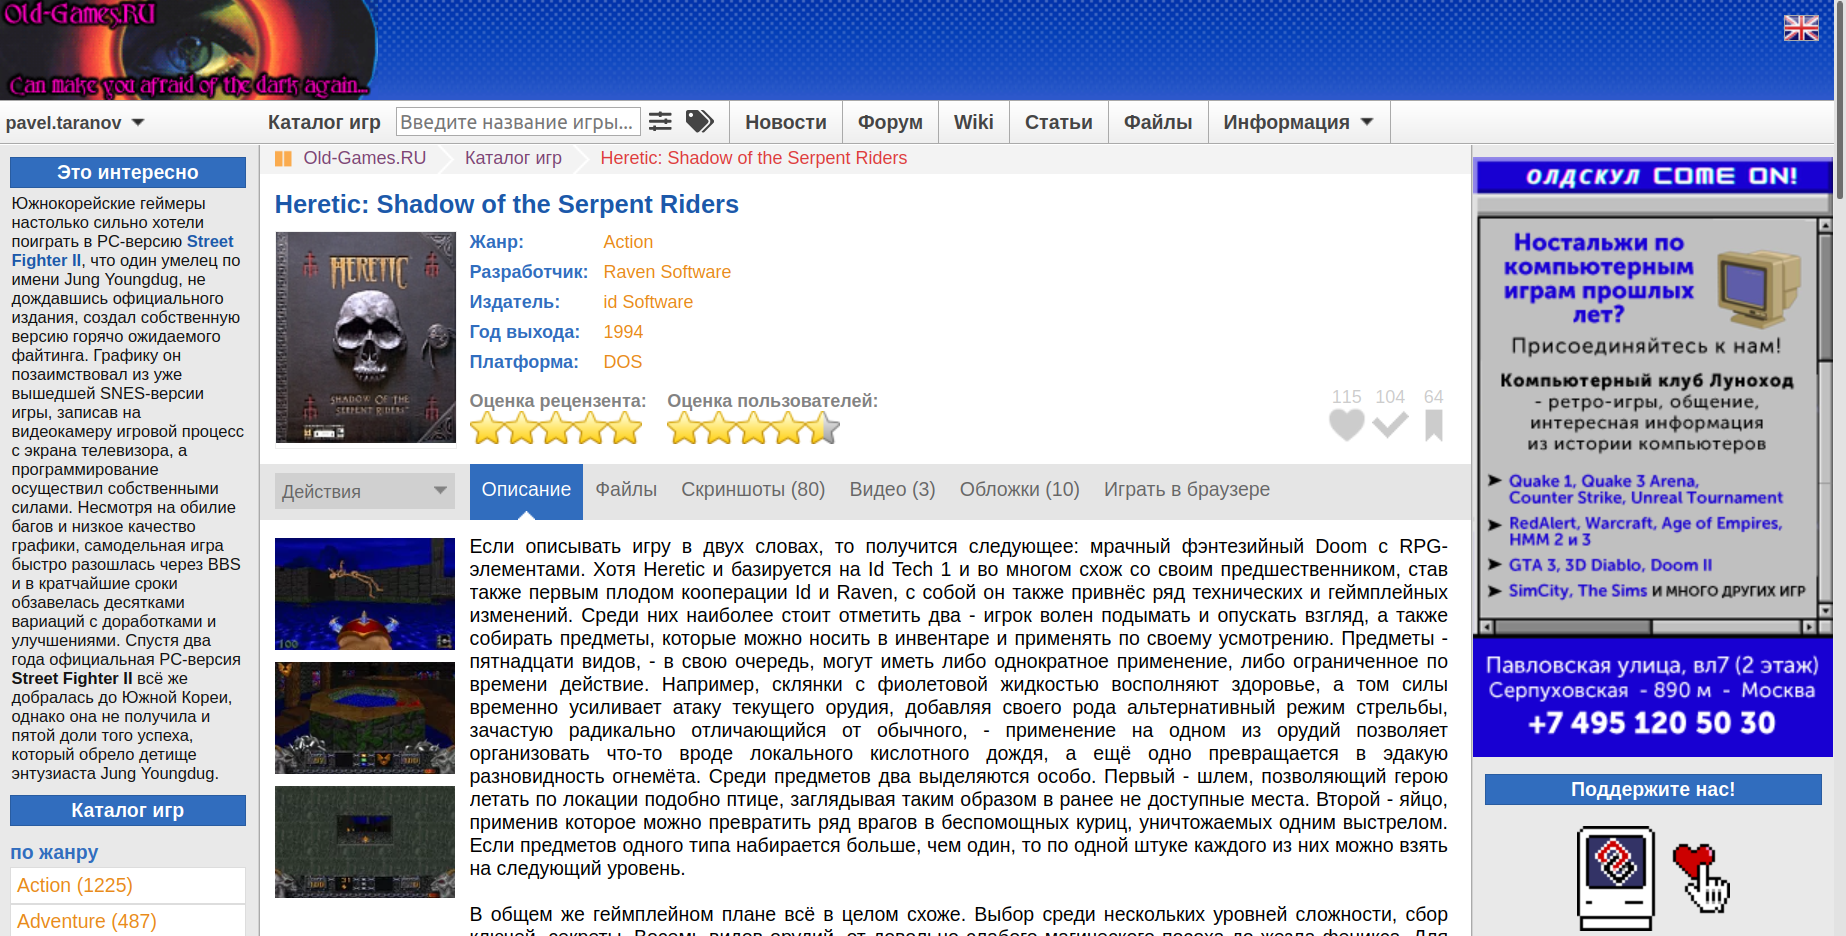 Old-Games.RU
Can make you afraid of the dark again...
pavel.taranov
Каталог игр
Введите название игры...
Новости
Форум
Wiki
Статьи
Файлы
Информация
Это интересно
Южнокорейские геймеры
настолько сильно хотели
поиграть в PC-версию Street
Fighter II, что один умелец по
имени Jung Youngdug, не
дождавшись официального
издания, создал собственную
версию горячо ожидаемого
файтинга. Графику он
позаимствовал из уже
вышедшей SNES-версии
игры, записав на
видеокамеру игровой процесс
с экрана телевизора, а
программирование
осуществил собственными
силами. Несмотря на обилие
багов и низкое качество
графики, самодельная игра
быстро разошлась через BBS
и в кратчайшие сроки
обзавелась десятками
вариаций с доработками и
улучшениями. Спустя два
года официальная PC-версия
Street Fighter II всё же
добралась до Южной Кореи,
однако она не получила и
пятой доли того успеха,
который обрело детище
энтузиаста Jung Youngdug.
Каталог игр
по жанру
Action (1225)
Adventure (487)
Old-Games.RU
Каталог игр
Heretic: Shadow of the Serpent Riders
Heretic: Shadow of the Serpent Riders
HERETIC
SHADOW OF THE
SERPENT RIDERS
Жанр: Action
Разработчик: Raven Software
Издатель: id Software
Год выхода: 1994
Платформа: DOS
Оценка рецензента:
Оценка пользователей:
115 104 64
Действия
Описание
Файлы
Скриншоты (80)
Видео (3)
Обложки (10)
Играть в браузере
100
Если описывать игру в двух словах, то получится следующее: мрачный фэнтезийный Doom с RPG-
элементами. Хотя Heretic и базируется на Id Tech 1 и во многом схож со своим предшественником, став
также первым плодом кооперации Id и Raven, с собой он также привнёс ряд технических и геймплейных
изменений. Среди них наиболее стоит отметить два - игрок волен подымать и опускать взгляд, а также
собирать предметы, которые можно носить в инвентаре и применять по своему усмотрению. Предметы -
пятнадцати видов, - в свою очередь, могут иметь либо однократное применение, либо ограниченное по
времени действие. Например, склянки с фиолетовой жидкостью восполняют здоровье, а том силы
временно усиливает атаку текущего орудия, добавляя своего рода альтернативный режим стрельбы,
зачастую радикально отличающийся от обычного, - применение на одном из орудий позволяет
организовать что-то вроде локального кислотного дождя, а ещё одно превращается в эдакую
разновидность огнемёта. Среди предметов два выделяются особо. Первый - шлем, позволяющий герою
летать по локации подобно птице, заглядывая таким образом в ранее не доступные места. Второй - яйцо,
применив которое можно превратить ряд врагов в беспомощных куриц, уничтожаемых одним выстрелом.
Если предметов одного типа набирается больше, чем один, то по одной штуке каждого из них можно взять
на следующий уровень.
В общем же геймплейном плане всё в целом схоже. Выбор среди нескольких уровней сложности, сбор
ключей, секреты. Восемь видов орудий, от довольно слабого магического посоха до жезла феникса. Для
ОЛДСКУЛ COME ON!
Ностальжи по
компьютерным
играм прошлых
лет?
Присоединяйтесь к нам!
Компьютерный клуб Луноход
- ретро-игры, общение,
интересная информация
из истории компьютеров
Quake 1, Quake 3 Arena,
Counter Strike, Unreal Tournament
RedAlert, Warcraft, Age of Empires,
HMM 2 и 3
GTA 3, 3D Diablo, Doom II
SimCity, The Sims И МНОГО ДРУГИХ ИГР
Павловская улица, вл7 (2 этаж)
Серпуховская - 890 м - Москва
+7 495 120 50 30
Поддержите нас!